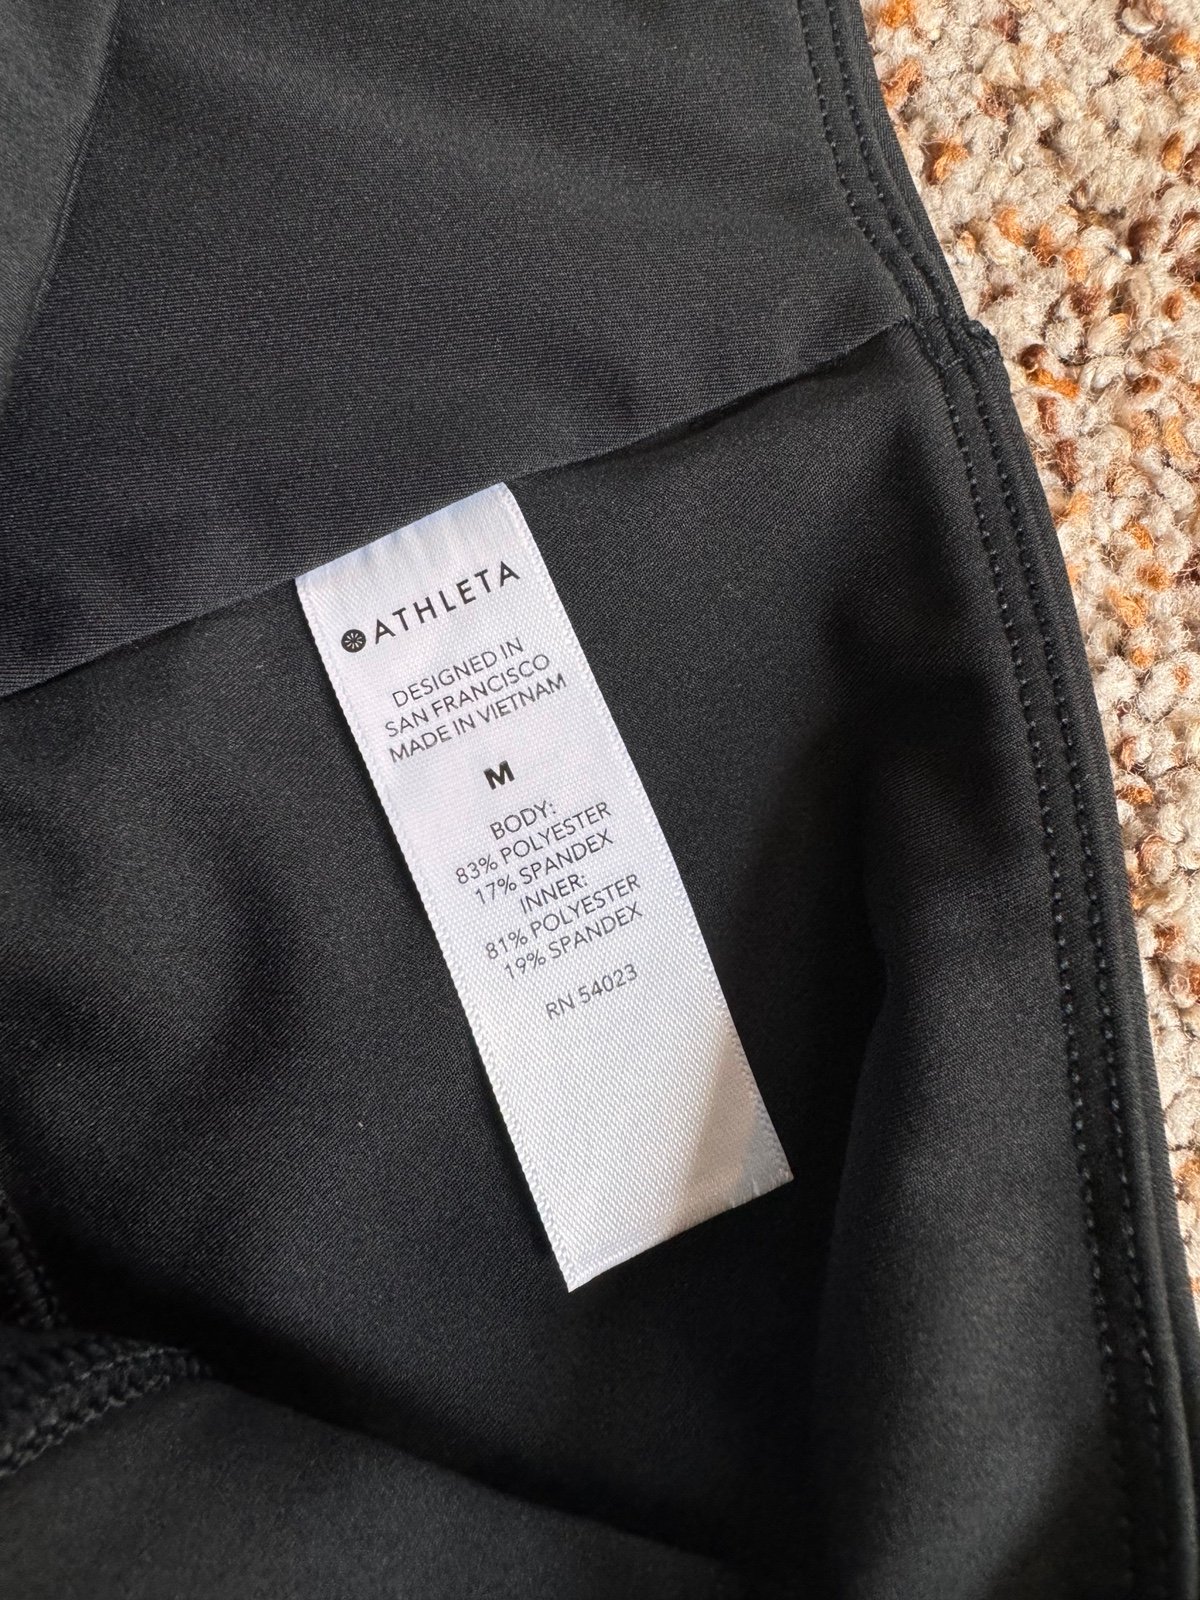 ATHLETA
DESIGNED IN
SAN FRANCISCO
MADE IN VIETNAM
M
BODY:
83% POLYESTER
17% SPANDEX
INNER:
81% POLYESTER
19% SPANDEX
RN 54023